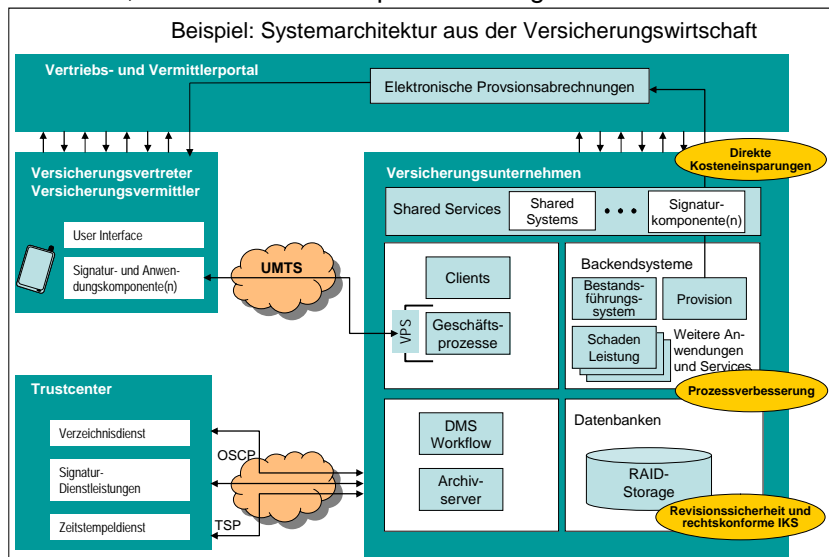 Beispiel: Systemarchitektur aus der Versicherungswirtschaft
Vertriebs- und Vermittlerportal
Elektronische Provsionsabrechnungen
Direkte
Kosteneinsparungen
Versicherungsvertreter
Versicherungsvermittler
User Interface
Signatur- und Anwen-
dungskomponente(n)
UMTS
Versicherungsunternehmen
Shared Services
Shared
Systems
Signatur-
komponente(n)
Clients
VPS
Geschäfts-
prozesse
Backendsysteme
Bestands-
führungs-
system
Provision
Schaden
Leistung
Weitere An-
wendungen
und Services
Prozessverbesserung
Trustcenter
Verzeichnisdienst
Signatur-
Dienstleistungen
Zeitstempeldienst
OSCP
TSP
DMS
Workflow
Archiv-
server
Datenbanken
RAID-
Storage
Revisionssicherheit und
rechtskonforme IKS